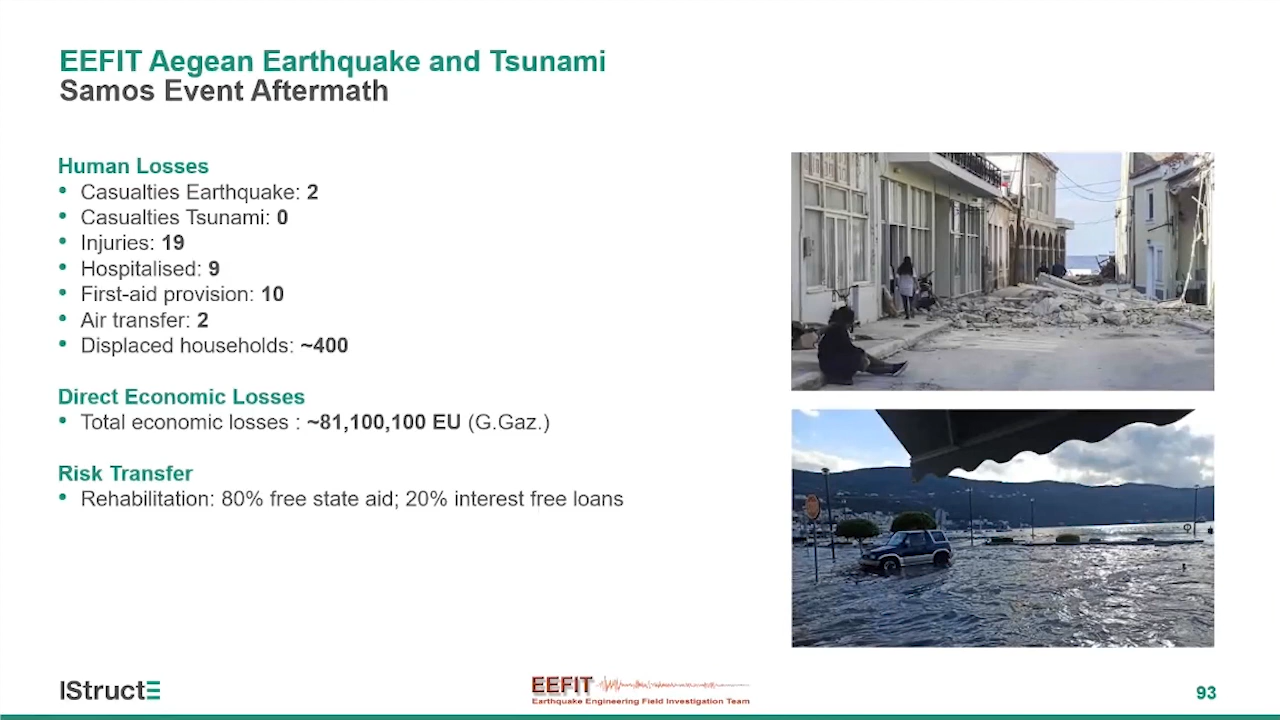 EEFIT Aegean Earthquake and Tsunami
Samos Event Aftermath
Human Losses
• Casualties Earthquake: 2
• Casualties Tsunami: 0
• Injuries: 19
• Hospitalised: 9
• First-aid provision: 10
• Air transfer: 2
• Displaced households: ~400
Direct Economic Losses
• Total economic losses : ~81,100,100 EU (G.Gaz.)
Risk Transfer
• Rehabilitation: 80% free state aid; 20% interest free loans
IStructE
EEFIT
Earthquake Engineering Field Investigation Team
93